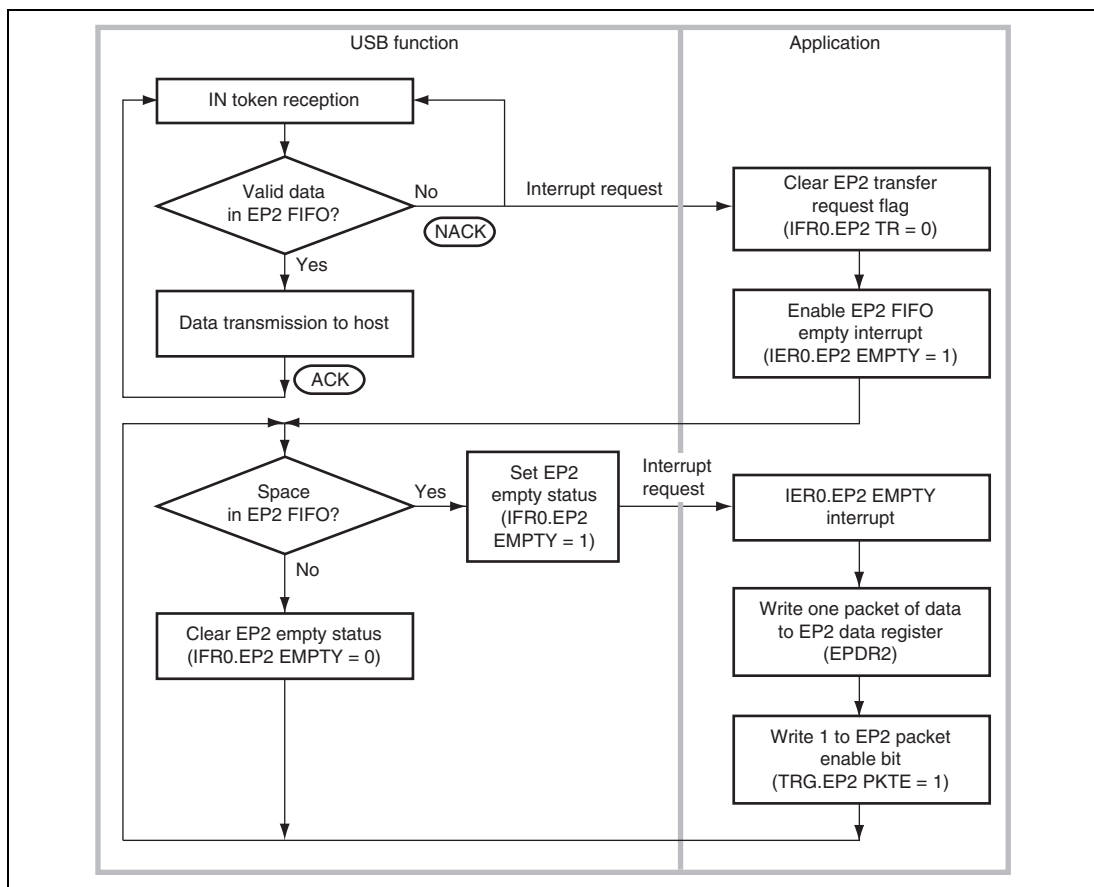 USB function
Application
IN token reception
Valid data
in EP2 FIFO?
No
NACK
Interrupt request
Clear EP2 transfer
request flag
(IFR0.EP2 TR = 0)
Yes
Data transmission to host
ACK
Enable EP2 FIFO
empty interrupt
(IER0.EP2 EMPTY = 1)
Space
in EP2 FIFO?
Yes
Set EP2
empty status
(IFR0.EP2
EMPTY = 1)
Interrupt
request
IER0.EP2 EMPTY
interrupt
No
Clear EP2 empty status
(IFR0.EP2 EMPTY = 0)
Write one packet of data
to EP2 data register
(EPDR2)
Write 1 to EP2 packet
enable bit
(TRG.EP2 PKTE = 1)